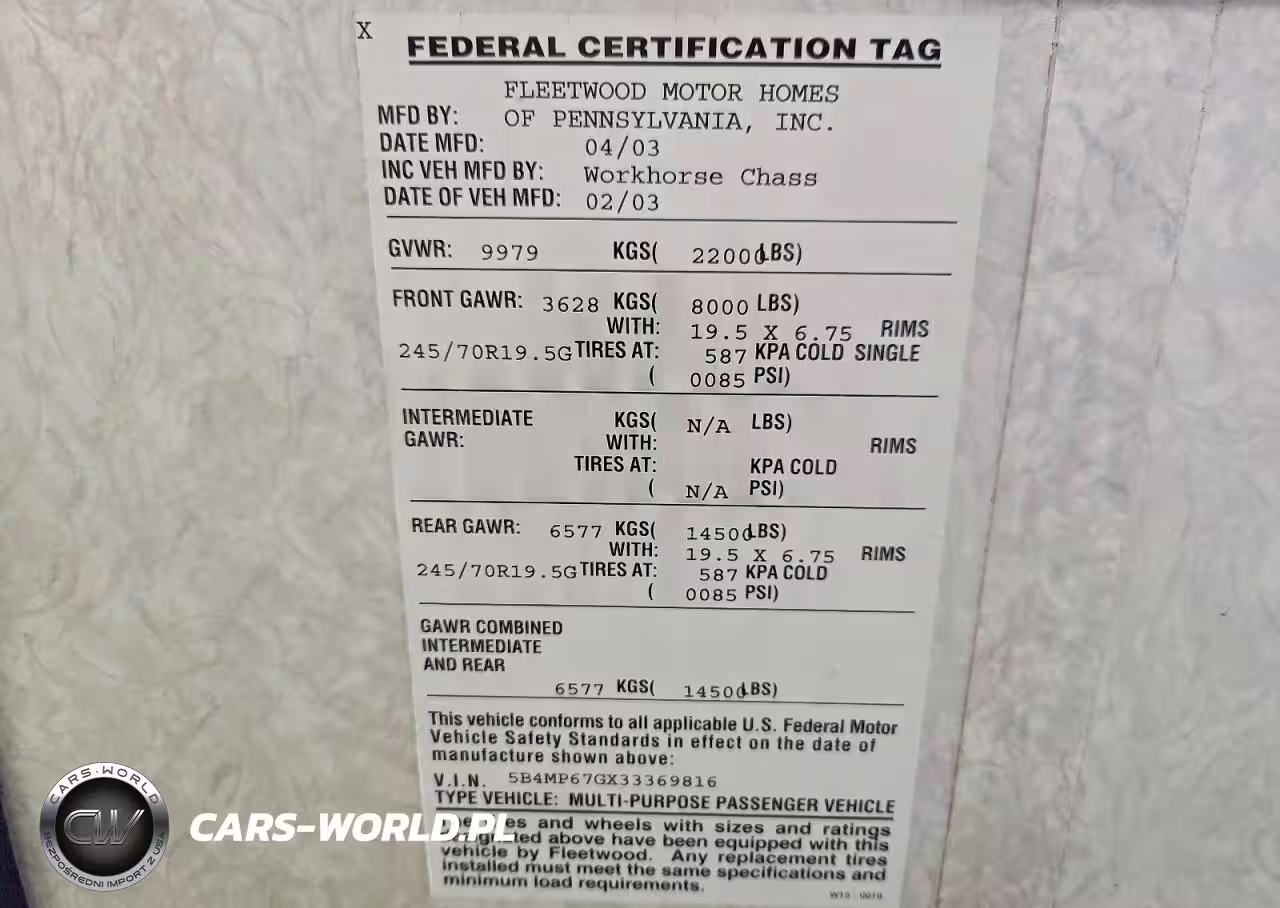 X
FEDERAL CERTIFICATION TAG
FLEETWOOD MOTOR HOMES
MFD BY: OF PENNSYLVANIA, INC.
DATE MFD: 04/03
INC VEH MFD BY: Workhorse Chass
DATE OF VEH MFD: 02/03
GVWR: 9979 KGS( 22000 LBS)
FRONT GAWR: 3628 KGS( 8000 LBS)
WITH: 19.5 X 6.75 RIMS
245/70R19.5G TIRES AT: 587 KPA COLD SINGLE
( 0085 PSI)
INTERMEDIATE KGS( N/A LBS)
GAWR: WITH: RIMS
TIRES AT: KPA COLD
( N/A PSI)
REAR GAWR: 6577 KGS( 14500 LBS)
WITH: 19.5 X 6.75 RIMS
245/70R19.5G TIRES AT: 587 KPA COLD
( 0085 PSI)
GAWR COMBINED
INTERMEDIATE
AND REAR
6577 KGS( 14500 LBS)
This vehicle conforms to all applicable U.S. Federal Motor
Vehicle Safety Standards in effect on the date of
manufacture shown above:
V.I.N. 5B4MP67GX33369816
TYPE VEHICLE: MULTI-PURPOSE PASSENGER VEHICLE
and wheels with sizes and ratings
above have been equipped with this
vehicle by Fleetwood. Any replacement tires
installed must meet the same specifications and
minimum load requirements.
CARS-WORLD
CW
BEZPOŚREDNI IMPORT Z USA
CARS-WORLD.PL